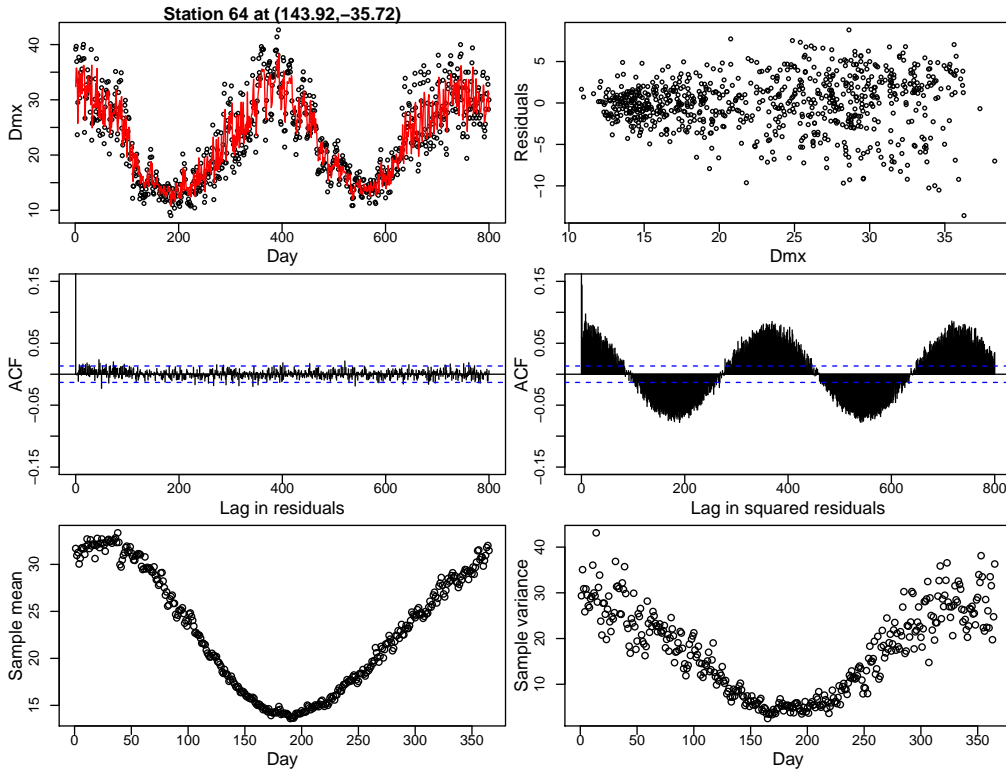 Station 64 at (143.92,−35.72)
Dmx
10 20 30 40
0 200 400 600 800
Day
Residuals
−10 −5 0 5
10 15 20 25 30 35
Dmx
ACF
−0.15 −0.05 0.05 0.15
0 200 400 600 800
Lag in residuals
ACF
−0.15 −0.05 0.05 0.15
0 200 400 600 800
Lag in squared residuals
Sample mean
15 20 25 30
0 50 100 150 200 250 300 350
Day
Sample variance
10 20 30 40
0 50 100 150 200 250 300 350
Day